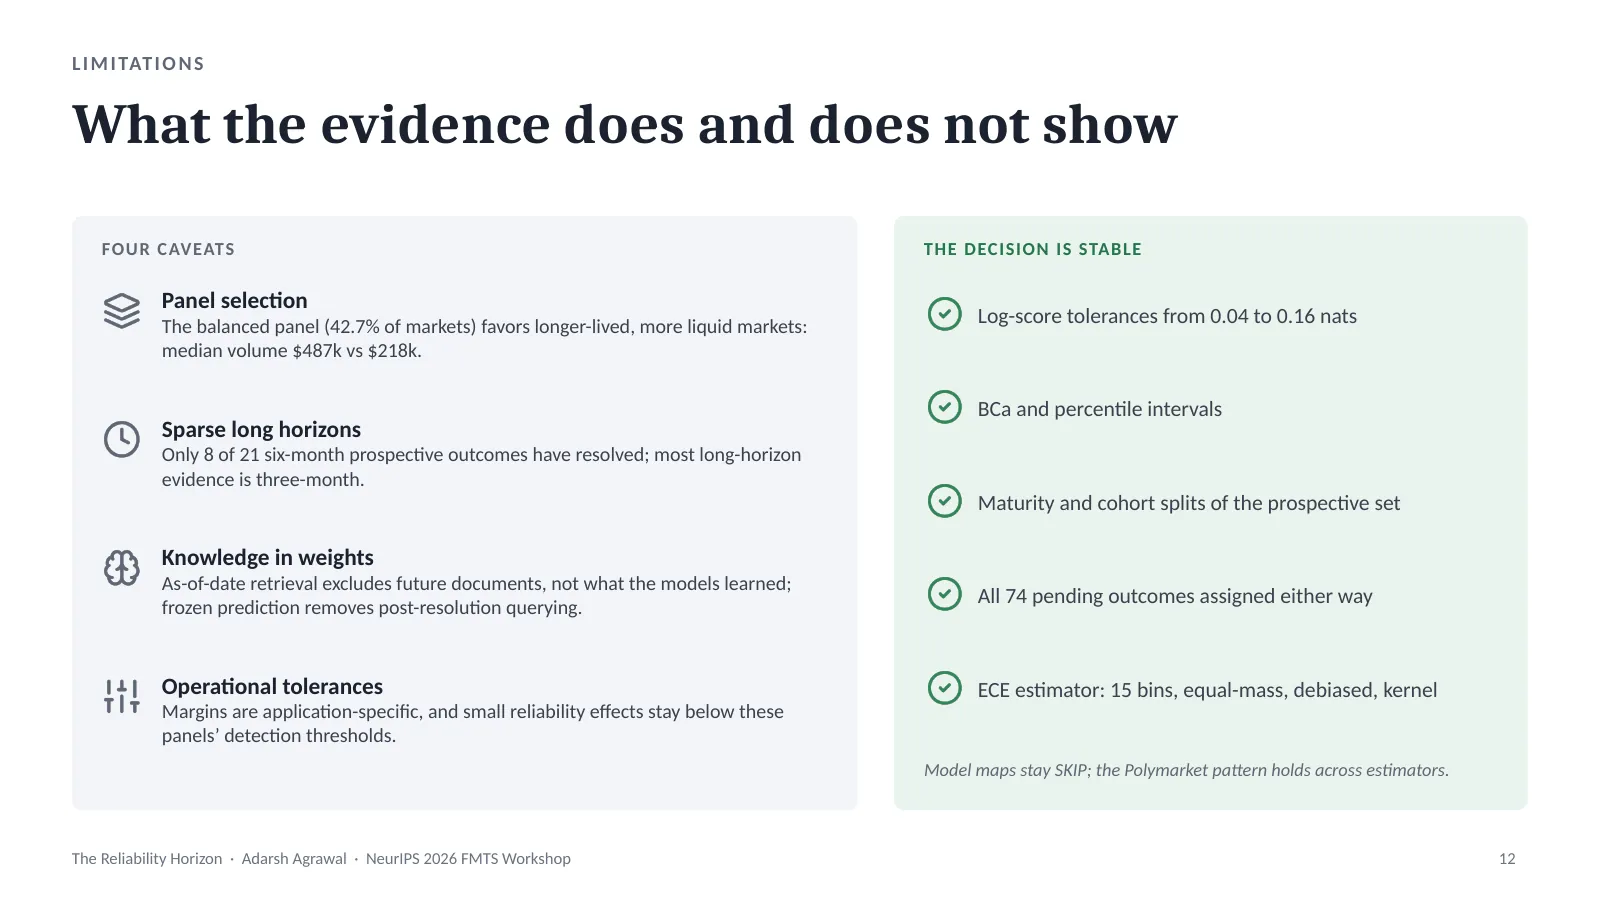 LIMITATIONS
What the evidence does and does not show
FOUR CAVEATS
Panel selection
The balanced panel (42.7% of markets) favors longer-lived, more liquid markets:
median volume $487k vs $218k.
Sparse long horizons
Only 8 of 21 six-month prospective outcomes have resolved; most long-horizon
evidence is three-month.
Knowledge in weights
As-of-date retrieval excludes future documents, not what the models learned;
frozen prediction removes post-resolution querying.
Operational tolerances
Margins are application-specific, and small reliability effects stay below these
panels’ detection thresholds.
THE DECISION IS STABLE
Log-score tolerances from 0.04 to 0.16 nats
BCa and percentile intervals
Maturity and cohort splits of the prospective set
All 74 pending outcomes assigned either way
ECE estimator: 15 bins, equal-mass, debiased, kernel
Model maps stay SKIP; the Polymarket pattern holds across estimators.
The Reliability Horizon · Adarsh Agrawal · NeurIPS 2026 FMTS Workshop
12